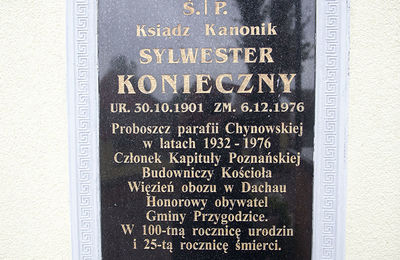 Ś. P.
Ksiądz Kanonik
SYLWESTER
KONIECZNY
UR. 30.10.1901 ZM. 6.12.1976
Proboszcz parafii Chynowskiej
w latach 1932 - 1976
Członek Kapituły Poznańskiej
Budowniczy Kościoła
Więzień obozu w Dachau
Honorowy obywatel
Gminy Przygodzice.
W 100-tną rocznicę urodzin
i 25-tą rocznicę śmierci.